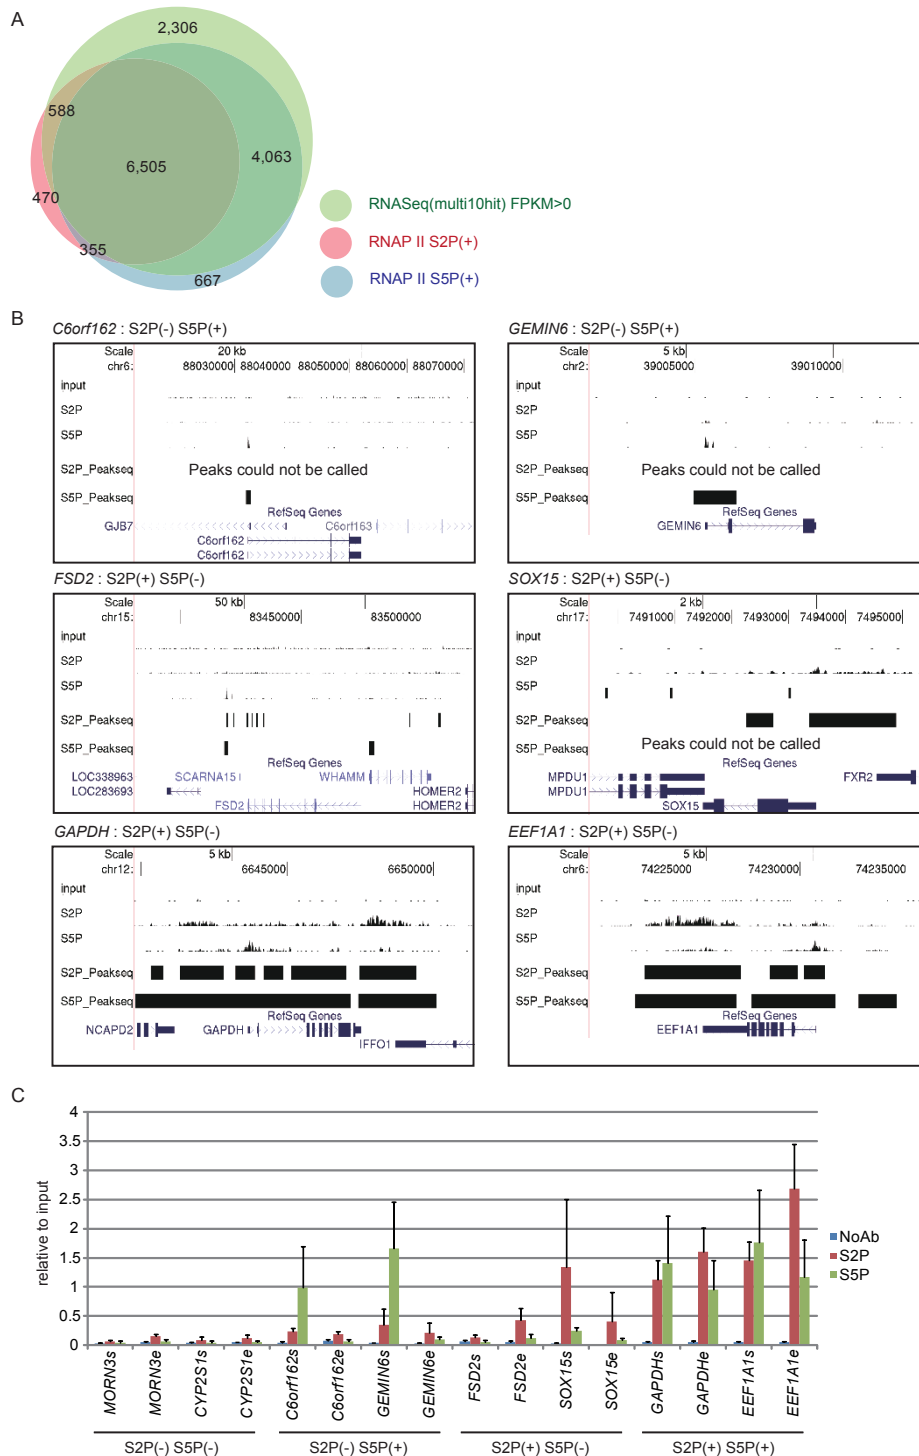 A
2,306
588
6,505
4,063
470
355
667
RNASeq(multi10hit) FPKM>0
RNAP II S2P(+)
RNAP II S5P(+)
B
C6orf162 : S2P(-) S5P(+)
Scale 20 kb
chr6: 88030000 88040000 88050000 88060000 88070000
input
S2P
S5P
S2P_Peakseq Peaks could not be called
S5P_Peakseq
RefSeq Genes
GJB7 C6orf163
C6orf162
C6orf162
GEMIN6 : S2P(-) S5P(+)
Scale 5 kb
chr2: 39005000 39010000
input
S2P
S5P
S2P_Peakseq Peaks could not be called
S5P_Peakseq
RefSeq Genes
GEMIN6
FSD2 : S2P(+) S5P(-)
Scale 50 kb
chr15: 83450000 83500000
input
S2P
S5P
S2P_Peakseq
S5P_Peakseq
RefSeq Genes
LOC338963 SCARNA15 WHAMM
LOC283693 HOMER2
FSD2 HOMER2
SOX15 : S2P(+) S5P(-)
Scale 2 kb
chr17: 7491000 7492000 7493000 7494000 7495000
input
S2P
S5P
S2P_Peakseq
S5P_Peakseq Peaks could not be called
RefSeq Genes
MPDU1 FXR2
MPDU1
SOX15
GAPDH : S2P(+) S5P(-)
Scale 5 kb
chr12: 6645000 6650000
input
S2P
S5P
S2P_Peakseq
S5P_Peakseq
RefSeq Genes
NCAPD2 GAPDH
IFFO1
EEF1A1 : S2P(+) S5P(-)
Scale 5 kb
chr6: 74225000 74230000 74235000
input
S2P
S5P
S2P_Peakseq
S5P_Peakseq
RefSeq Genes
EEF1A1
C
relative to input
4
3.5
3
2.5
2
1.5
1
0.5
0
NoAb
S2P
S5P
MORN3s MORN3e CYP2S1s CYP2S1e C6orf162s C6orf162e GEMIN6s GEMIN6e FSD2s FSD2e SOX15s SOX15e GAPDHs GAPDHe EEF1A1s EEF1A1e
S2P(-) S5P(-) S2P(-) S5P(+) S2P(+) S5P(-) S2P(+) S5P(+)